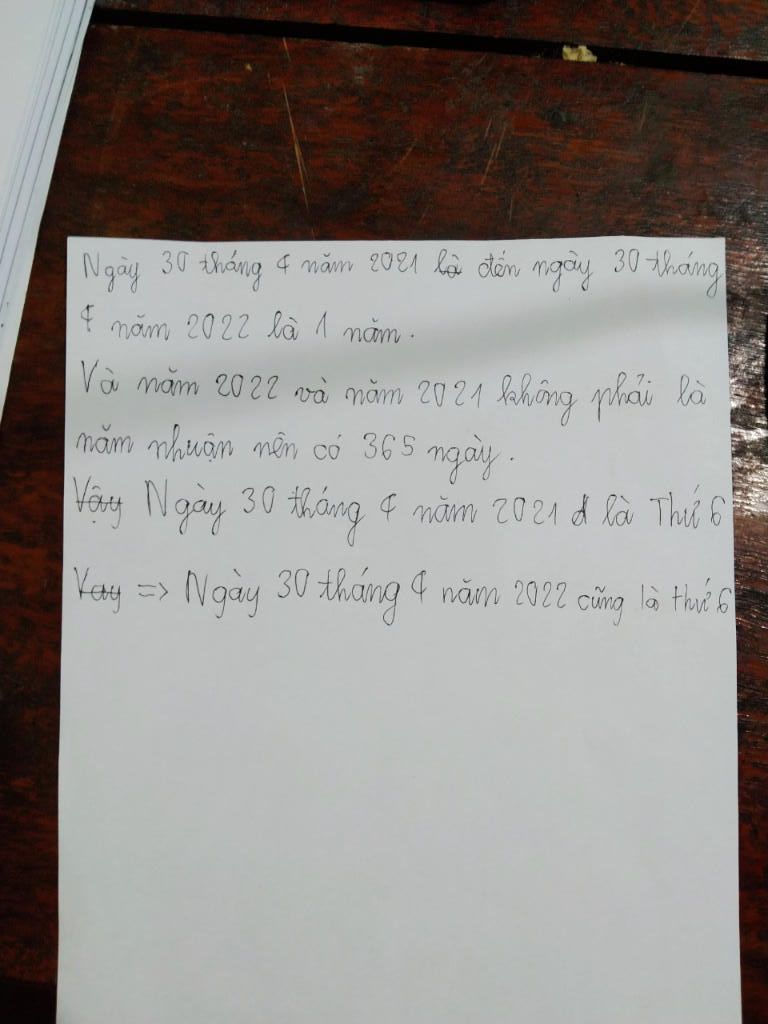 Ngày 30 tháng 4 năm 2021 là đến ngày 30 tháng
4 năm 2022 là 1 năm.
Và năm 2022 và năm 2021 không phải là
năm nhuận nên có 365 ngày.
Vậy Ngày 30 tháng 4 năm 2021 đ là Thứ 6
Vay => Ngày 30 tháng 4 năm 2022 cũng là thứ 6